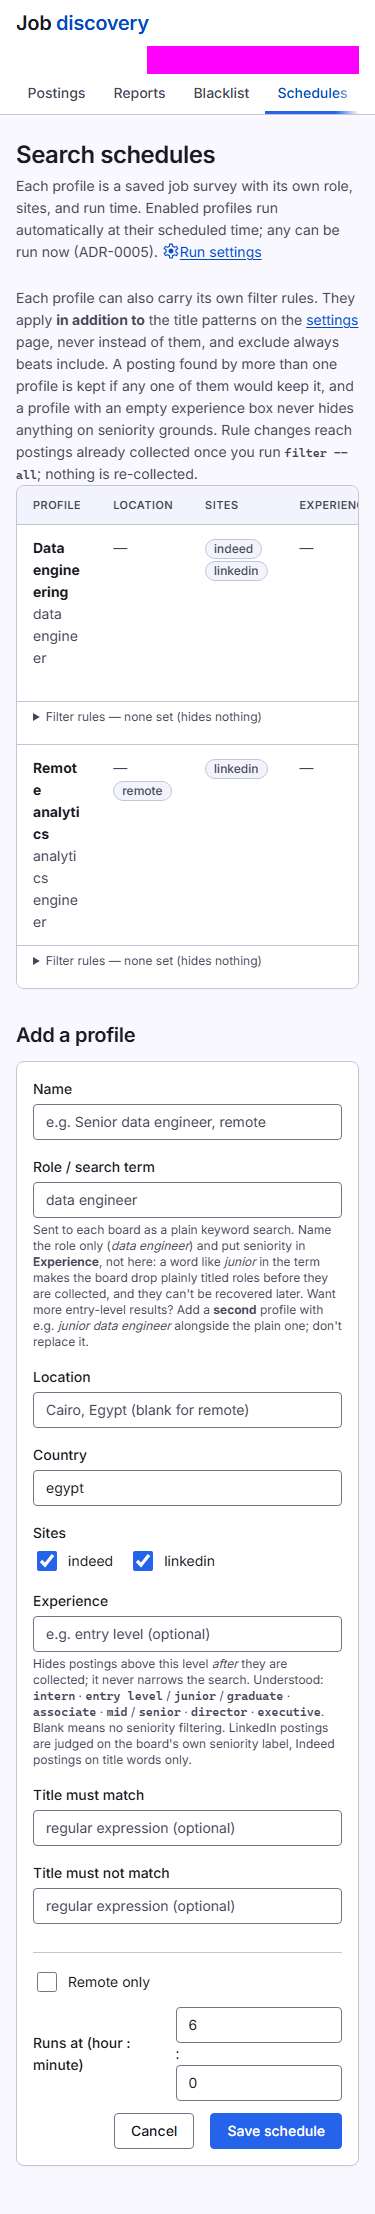 Job discovery
Postings Reports Blacklist Schedules
Search schedules
Each profile is a saved job survey with its own role,
sites, and run time. Enabled profiles run
automatically at their scheduled time; any can be
run now (ADR-0005). Run settings
Each profile can also carry its own filter rules. They
apply in addition to the title patterns on the settings
page, never instead of them, and exclude always
beats include. A posting found by more than one
profile is kept if any one of them would keep it, and
a profile with an empty experience box never hides
anything on seniority grounds. Rule changes reach
postings already collected once you run filter --
all; nothing is re-collected.
PROFILE LOCATION SITES EXPERIENC
Data — indeed —
engine linkedin
ering
data
engine
er
Filter rules — none set (hides nothing)
Remot — linkedin —
e remote
analyti
cs
analyti
cs
engine
er
Filter rules — none set (hides nothing)
Add a profile
Name
e.g. Senior data engineer, remote
Role / search term
data engineer
Sent to each board as a plain keyword search. Name
the role only (data engineer) and put seniority in
Experience, not here: a word like junior in the term
makes the board drop plainly titled roles before they
are collected, and they can't be recovered later. Want
more entry-level results? Add a second profile with
e.g. junior data engineer alongside the plain one; don't
replace it.
Location
Cairo, Egypt (blank for remote)
Country
egypt
Sites
indeed linkedin
Experience
e.g. entry level (optional)
Hides postings above this level after they are
collected; it never narrows the search. Understood:
intern · entry level / junior / graduate ·
associate · mid / senior · director · executive.
Blank means no seniority filtering. LinkedIn postings
are judged on the board's own seniority label, Indeed
postings on title words only.
Title must match
regular expression (optional)
Title must not match
regular expression (optional)
Remote only
Runs at (hour :
minute)
6
:
0
Cancel Save schedule